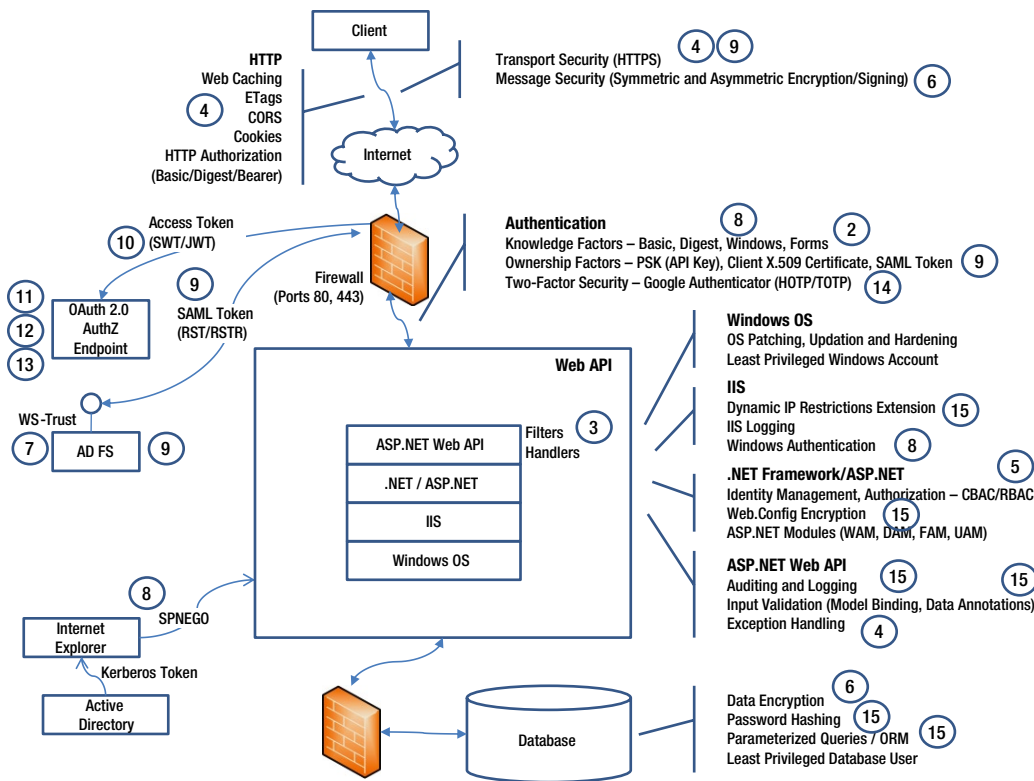 Client
HTTP
Web Caching
ETags
4
CORS
Cookies
HTTP Authorization
(Basic/Digest/Bearer)
4 9
Transport Security (HTTPS)
Message Security (Symmetric and Asymmetric Encryption/Signing) 6
Internet
Access Token
(SWT/JWT)
10
9
SAML Token
(RST/RSTR)
Firewall
(Ports 80, 443)
Authentication 8
Knowledge Factors – Basic, Digest, Windows, Forms 2
Ownership Factors – PSK (API Key), Client X.509 Certificate, SAML Token 9
Two-Factor Security – Google Authenticator (HOTP/TOTP) 14
11
12
13
OAuth 2.0
AuthZ
Endpoint
WS-Trust
7
AD FS
9
Web API
ASP.NET Web API
.NET / ASP.NET
IIS
Windows OS
Filters
Handlers
3
Windows OS
OS Patching, Updation and Hardening
Least Privileged Windows Account
IIS
Dynamic IP Restrictions Extension 15
IIS Logging
Windows Authentication 8
.NET Framework/ASP.NET 5
Identity Management, Authorization – CBAC/RBAC
Web.Config Encryption 15
ASP.NET Modules (WAM, DAM, FAM, UAM)
ASP.NET Web API
Auditing and Logging 15 15
Input Validation (Model Binding, Data Annotations)
Exception Handling 4
8
SPNEGO
Internet
Explorer
Kerberos Token
Active
Directory
Database
Data Encryption 6
Password Hashing 15
Parameterized Queries / ORM 15
Least Privileged Database User